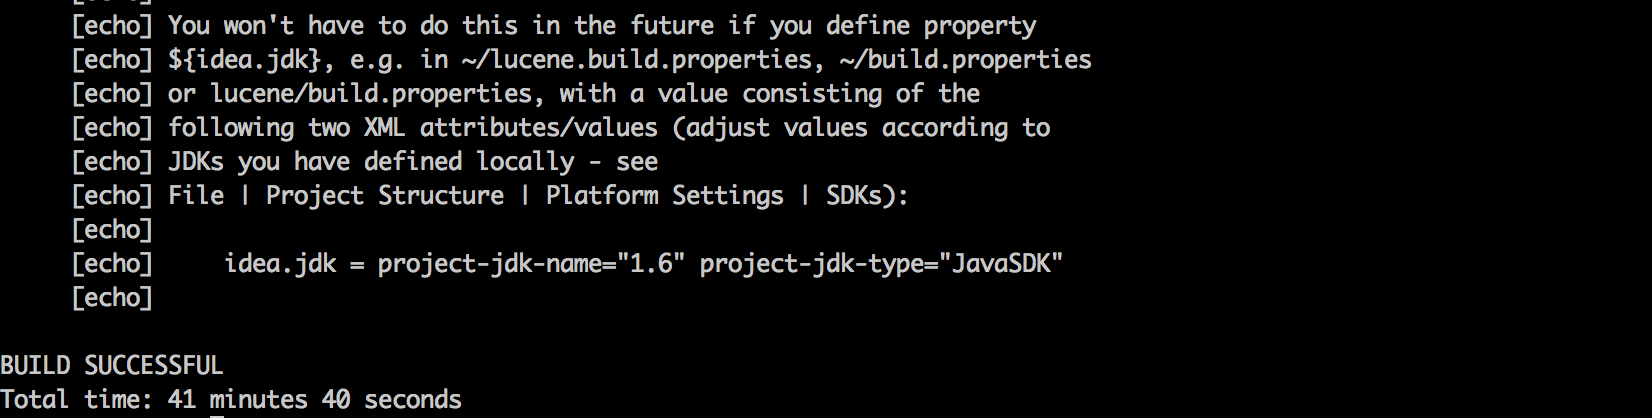 [echo]
[echo] You won't have to do this in the future if you define property
[echo] ${idea.jdk}, e.g. in ~/lucene.build.properties, ~/build.properties
[echo] or lucene/build.properties, with a value consisting of the
[echo] following two XML attributes/values (adjust values according to
[echo] JDKs you have defined locally - see
[echo] File | Project Structure | Platform Settings | SDKs):
[echo]
[echo]     idea.jdk = project-jdk-name="1.6" project-jdk-type="JavaSDK"
[echo]
BUILD SUCCESSFUL
Total time: 41 minutes 40 seconds